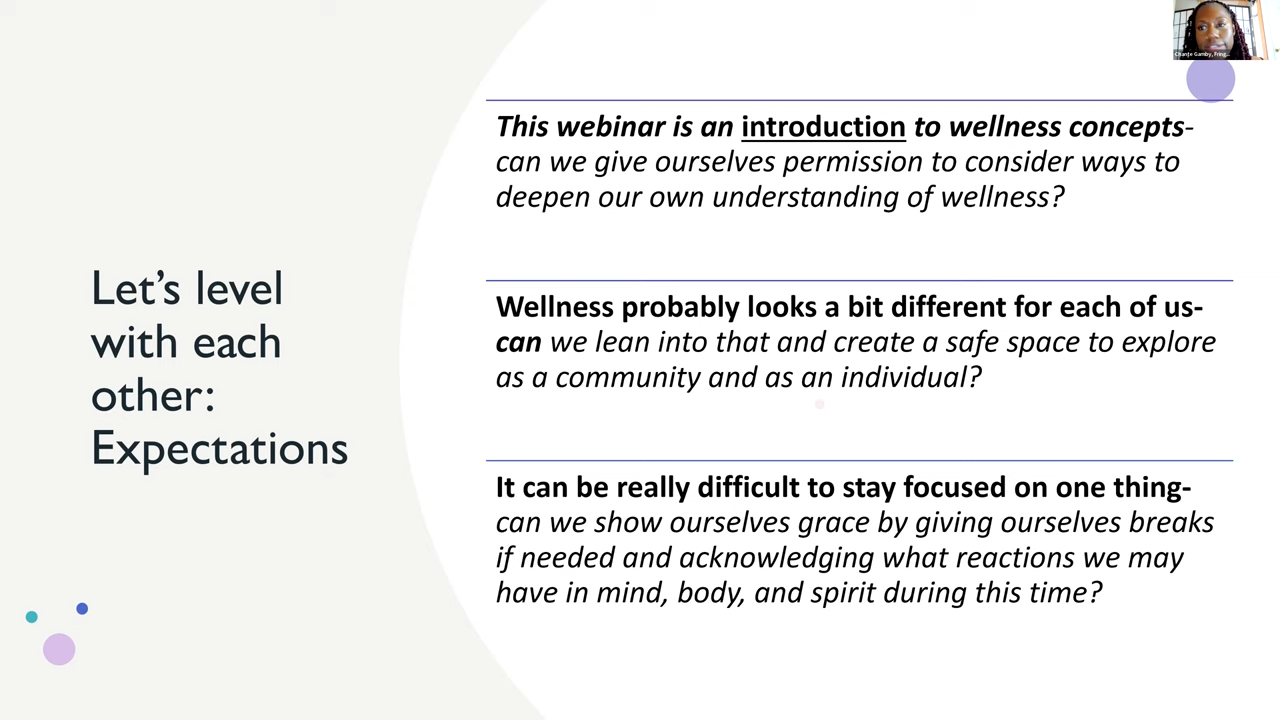 Chante Gamby, Fring...
Let's level
with each
other:
Expectations
This webinar is an introduction to wellness concepts-
can we give ourselves permission to consider ways to
deepen our own understanding of wellness?
Wellness probably looks a bit different for each of us-
can we lean into that and create a safe space to explore
as a community and as an individual?
It can be really difficult to stay focused on one thing-
can we show ourselves grace by giving ourselves breaks
if needed and acknowledging what reactions we may
have in mind, body, and spirit during this time?